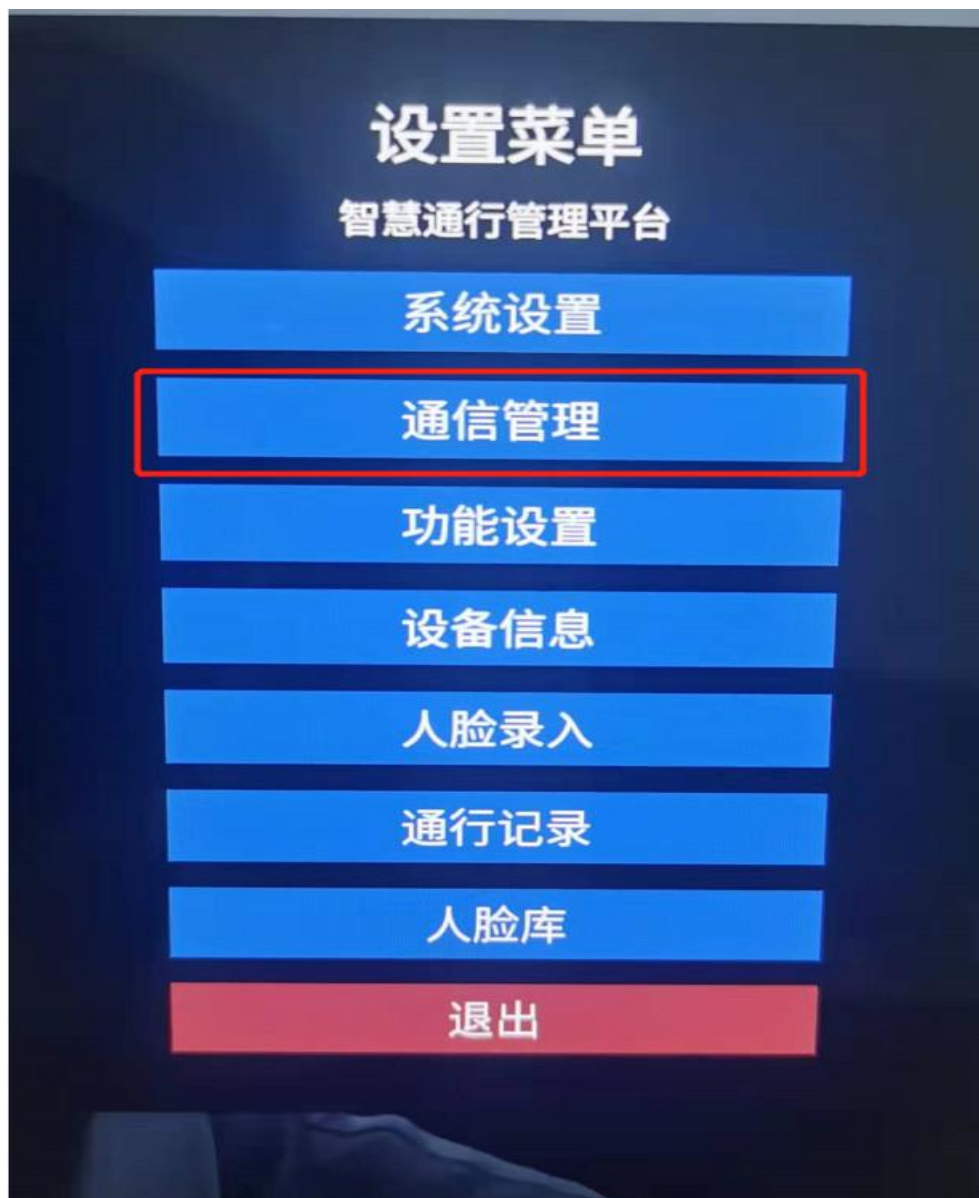 设置菜单
智慧通行管理平台
系统设置
通信管理
功能设置
设备信息
人脸录入
通行记录
人脸库
退出